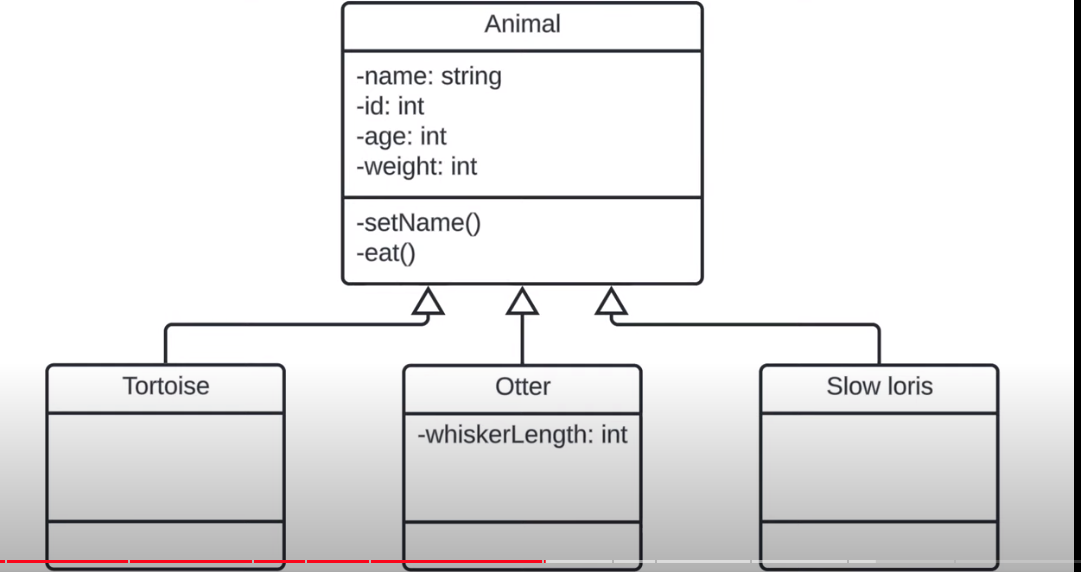 Animal
-name: string
-id: int
-age: int
-weight: int
-setName()
-eat()
Tortoise
Otter
Slow loris
-whiskerLength: int